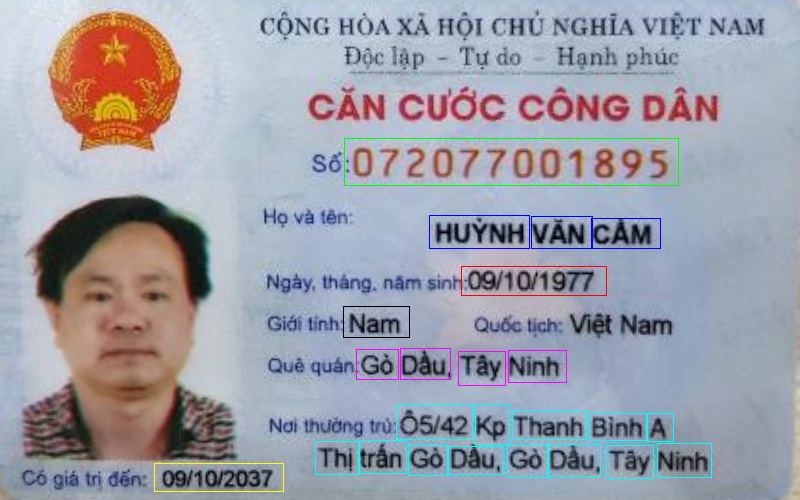 CỘNG HÒA XÃ HỘI CHỦ NGHĨA VIỆT NAM
Độc lập - Tự do - Hạnh phúc
CĂN CƯỚC CÔNG DÂN
Số: 072077001895
Họ và tên:
HUỲNH VĂN CẦM
Ngày, tháng, năm sinh: 09/10/1977
Giới tính: Nam Quốc tịch: Việt Nam
Quê quán: Gò Dầu, Tây Ninh
Nơi thường trú: Ô5/42 Kp Thanh Bình A
Thị trấn Gò Dầu, Gò Dầu, Tây Ninh
Có giá trị đến: 09/10/2037